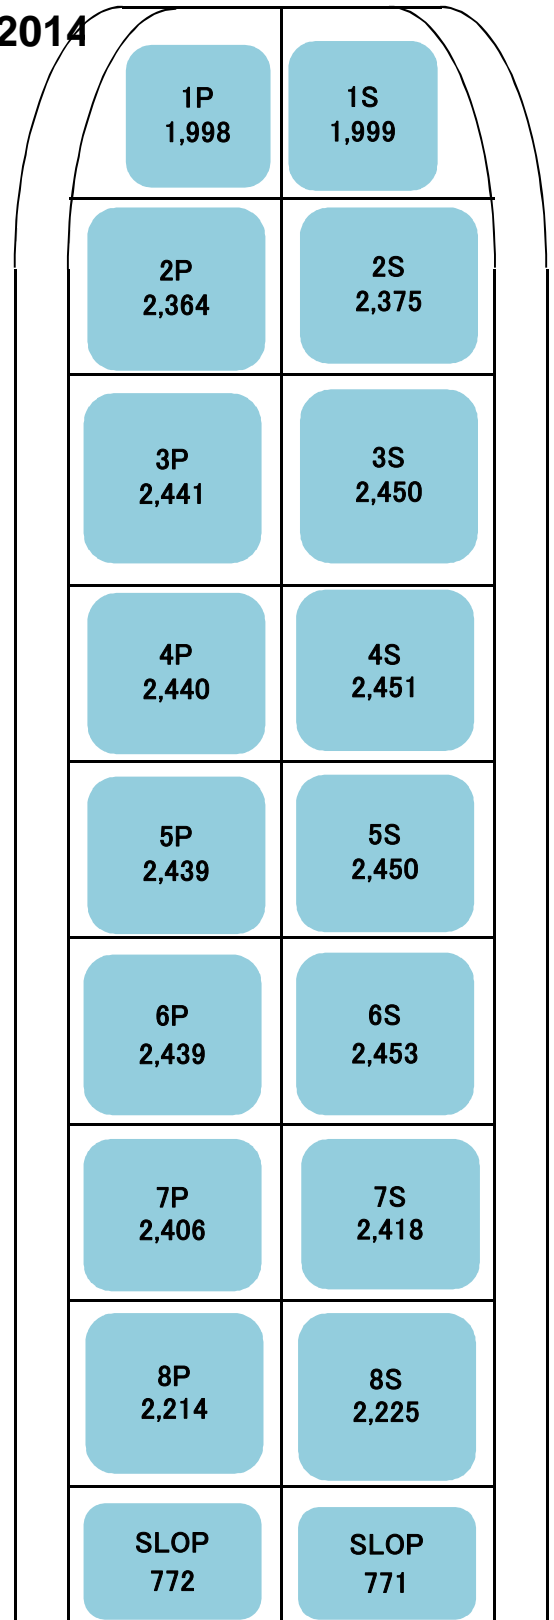 2014
1P
1,998
1S
1,999
2P
2,364
2S
2,375
3P
2,441
3S
2,450
4P
2,440
4S
2,451
5P
2,439
5S
2,450
6P
2,439
6S
2,453
7P
2,406
7S
2,418
8P
2,214
8S
2,225
SLOP
772
SLOP
771